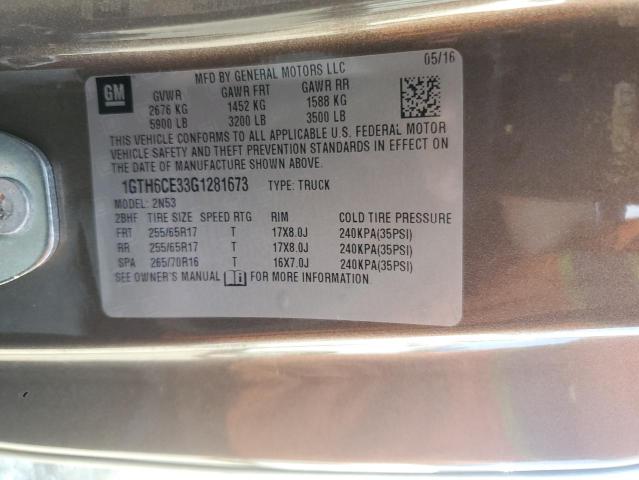 GM
MFD BY GENERAL MOTORS LLC 05/16
GVWR GAWR FRT GAWR RR
2676 KG 1452 KG 1588 KG
5900 LB 3200 LB 3500 LB
THIS VEHICLE CONFORMS TO ALL APPLICABLE U.S. FEDERAL MOTOR
VEHICLE SAFETY AND THEFT PREVENTION STANDARDS IN EFFECT ON
THE DATE OF MANUFACTURE SHOWN ABOVE.
1GTH6CE33G1281673 TYPE: TRUCK
MODEL: 2N53
2BHF TIRE SIZE SPEED RTG RIM COLD TIRE PRESSURE
FRT 255/65R17 T 17X8.0J 240KPA(35PSI)
RR 255/65R17 T 17X8.0J 240KPA(35PSI)
SPA 265/70R16 T 16X7.0J 240KPA(35PSI)
SEE OWNER'S MANUAL FOR MORE INFORMATION.